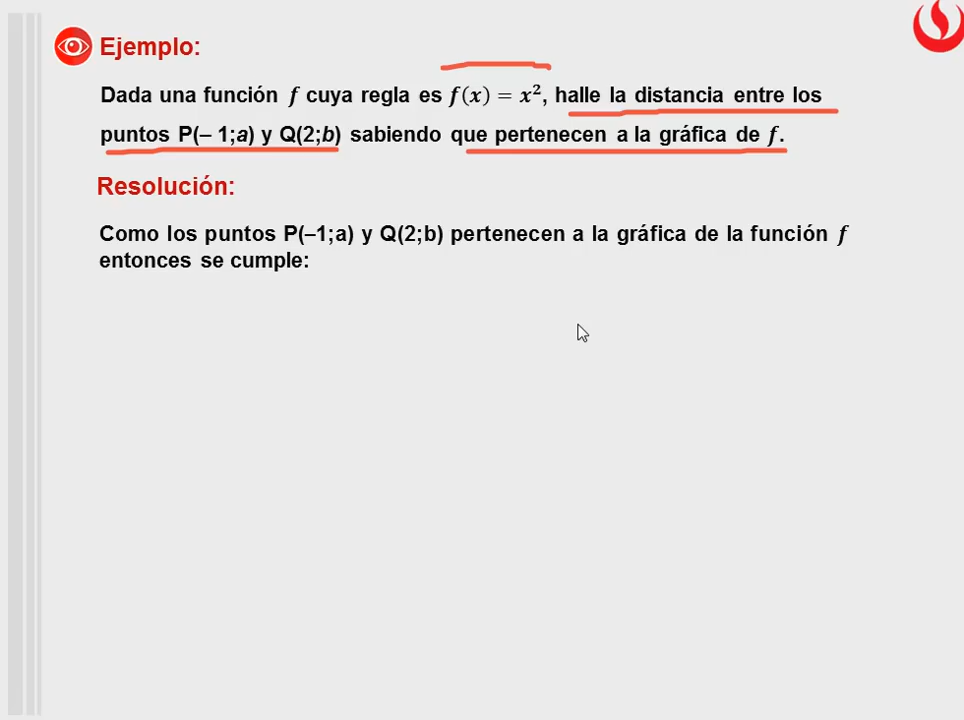 Ejemplo:
Dada una función f cuya regla es f(x) = x², halle la distancia entre los
puntos P(– 1;a) y Q(2;b) sabiendo que pertenecen a la gráfica de f.
Resolución:
Como los puntos P(–1;a) y Q(2;b) pertenecen a la gráfica de la función f
entonces se cumple: